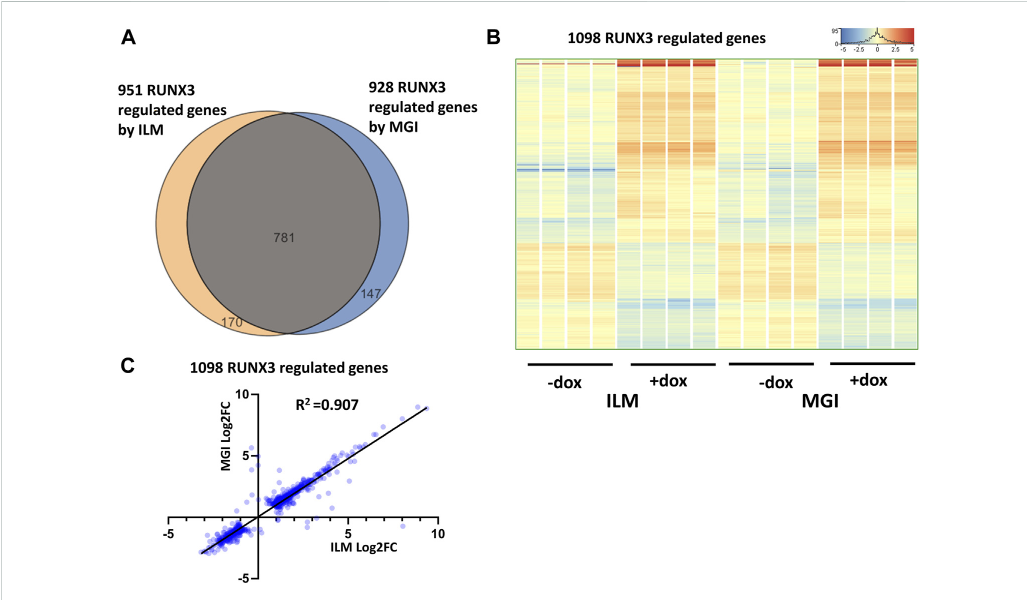 A
951 RUNX3
regulated genes
by ILM
928 RUNX3
regulated genes
by MGI
781
147
170
B
1098 RUNX3 regulated genes
95
0
-5 -2.5 0 2.5 5
-dox +dox -dox +dox
ILM MGI
C
1098 RUNX3 regulated genes
R2 =0.907
MGI Log2FC
10
5
-5 5 10
ILM Log2FC
-5